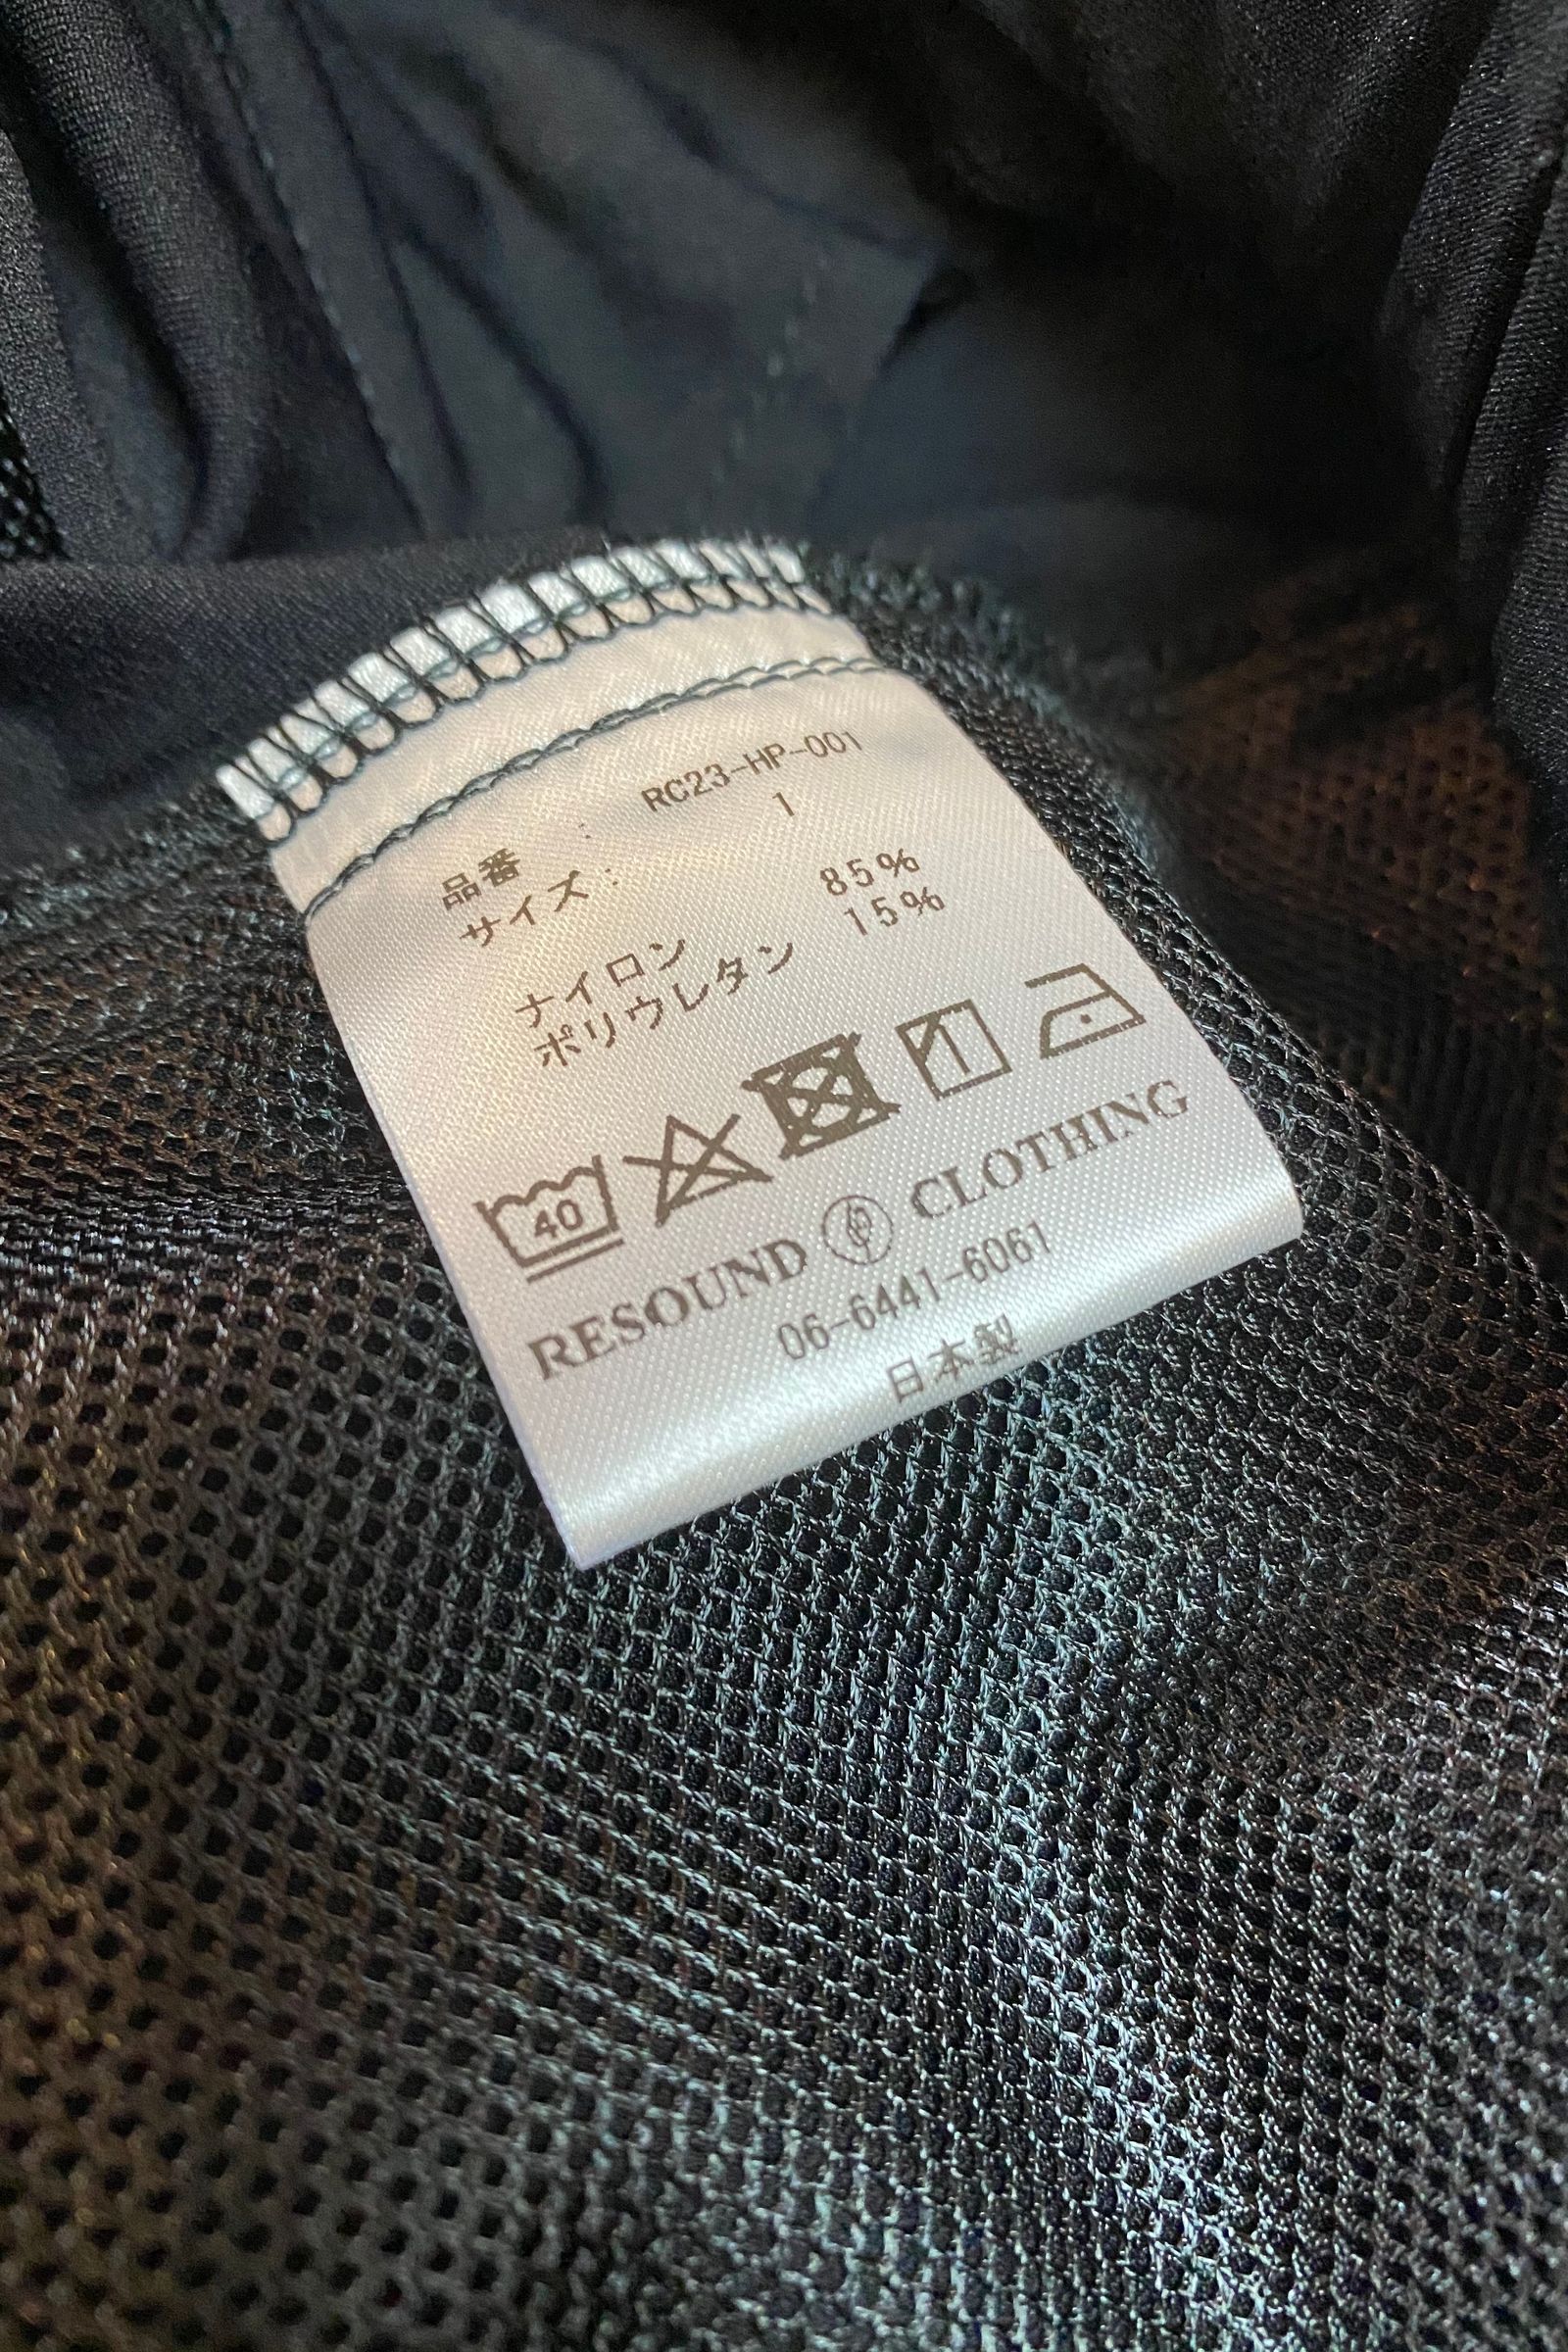 品番 : RC23-HP-001
サイズ: 1
ナイロン 85%
ポリウレタン 15%
40
1
RESOUND CLOTHING
06-6441-6061
日本製